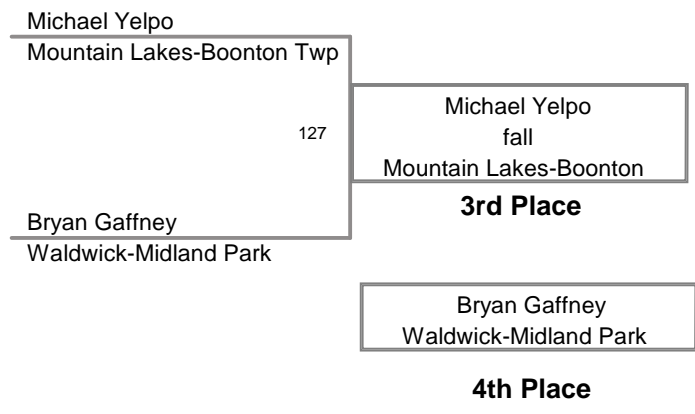 Michael Yelpo
Mountain Lakes-Boonton Twp
127
Michael Yelpo
fall
Mountain Lakes-Boonton
3rd Place
Bryan Gaffney
Waldwick-Midland Park
Bryan Gaffney
Waldwick-Midland Park
4th Place